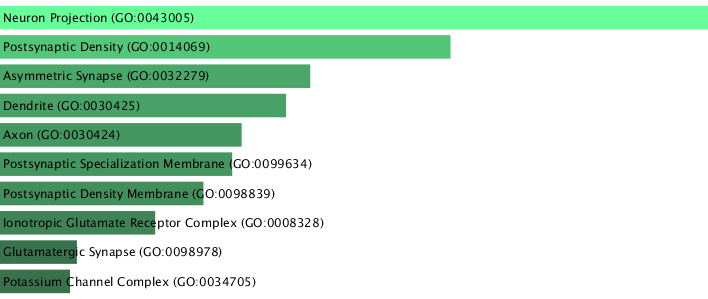 Neuron Projection (GO:0043005)
Postsynaptic Density (GO:0014069)
Asymmetric Synapse (GO:0032279)
Dendrite (GO:0030425)
Axon (GO:0030424)
Postsynaptic Specialization Membrane (GO:0099634)
Postsynaptic Density Membrane (GO:0098839)
Ionotropic Glutamate Receptor Complex (GO:0008328)
Glutamatergic Synapse (GO:0098978)
Potassium Channel Complex (GO:0034705)